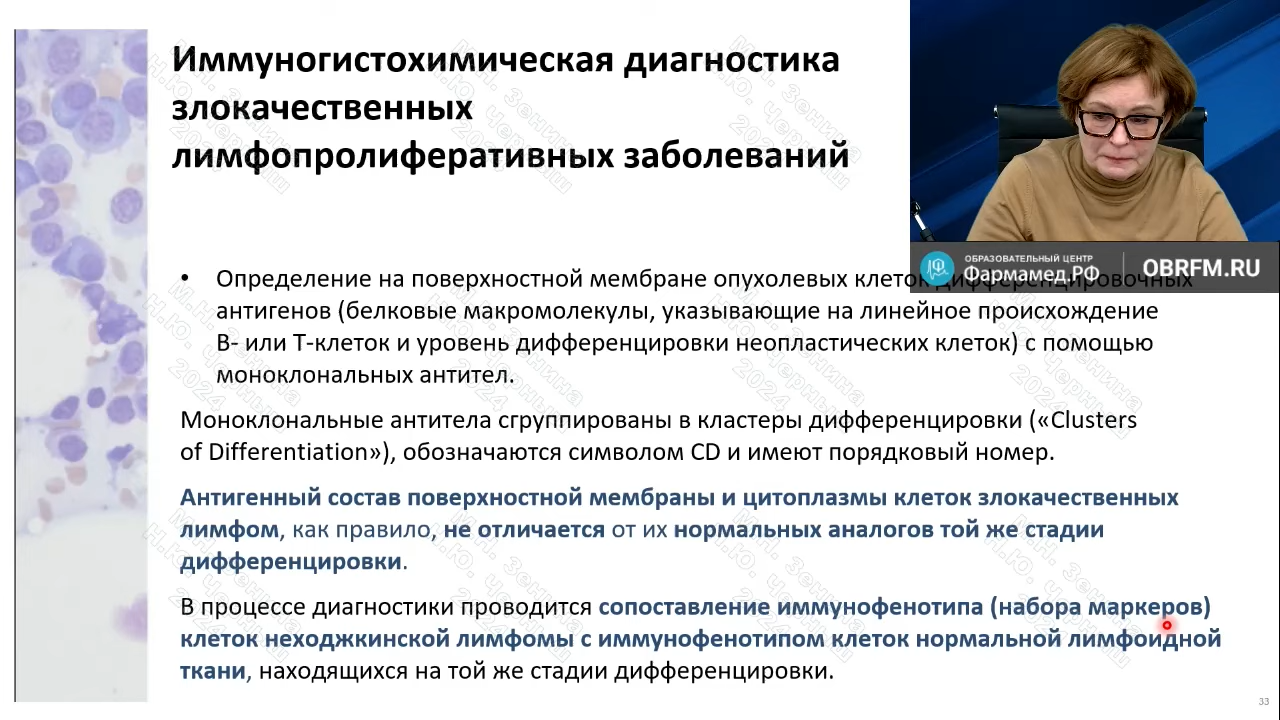 Иммуногистохимическая диагностика
злокачественных
лимфопролиферативных заболеваний
ОБРАЗОВАТЕЛЬНЫЙ ЦЕНТР
Фармамед.РФ
OBRFM.RU
• Определение на поверхностной мембране опухолевых клеток дифференцировочных
антигенов (белковые макромолекулы, указывающие на линейное происхождение
В- или Т-клеток и уровень дифференцировки неопластических клеток) с помощью
моноклональных антител.
Моноклональные антитела сгруппированы в кластеры дифференцировки («Clusters
of Differentiation»), обозначаются символом CD и имеют порядковый номер.
Антигенный состав поверхностной мембраны и цитоплазмы клеток злокачественных
лимфом, как правило, не отличается от их нормальных аналогов той же стадии
дифференцировки.
В процессе диагностики проводится сопоставление иммунофенотипа (набора маркеров)
клеток неходжкинской лимфомы с иммунофенотипом клеток нормальной лимфоидной
ткани, находящихся на той же стадии дифференцировки.
М.Н. Зенина
Н.Ю. Черныш
2024
33